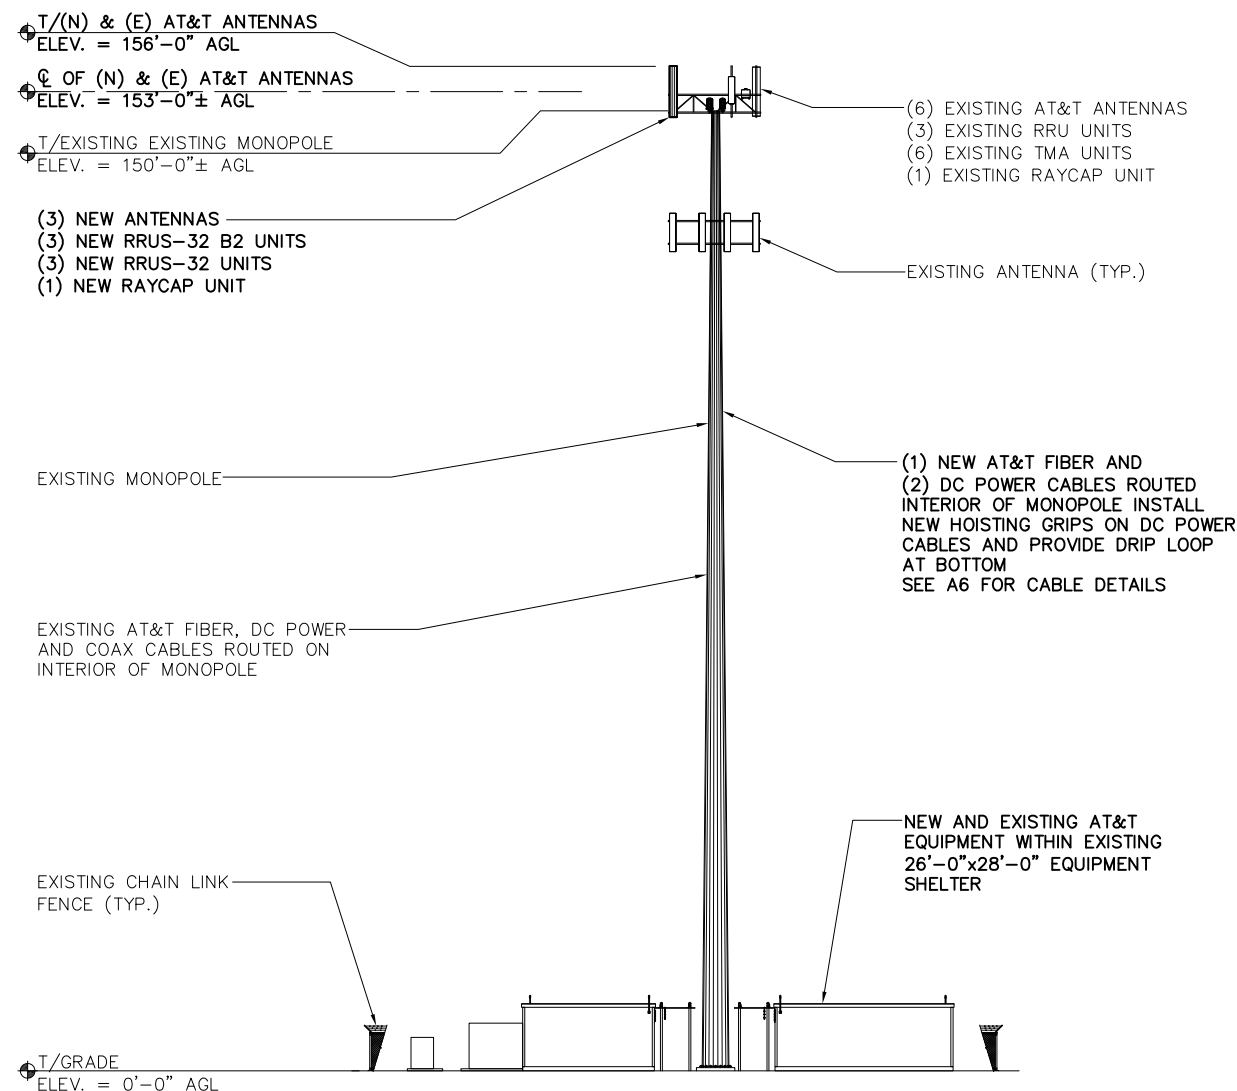 T/(N) & (E) AT&T ANTENNAS
ELEV. = 156'-0" AGL
℄ OF (N) & (E) AT&T ANTENNAS
ELEV. = 153'-0"± AGL
T/EXISTING EXISTING MONOPOLE
ELEV. = 150'-0"± AGL
(3) NEW ANTENNAS
(3) NEW RRUS-32 B2 UNITS
(3) NEW RRUS-32 UNITS
(1) NEW RAYCAP UNIT
(6) EXISTING AT&T ANTENNAS
(3) EXISTING RRU UNITS
(6) EXISTING TMA UNITS
(1) EXISTING RAYCAP UNIT
EXISTING ANTENNA (TYP.)
EXISTING MONOPOLE
(1) NEW AT&T FIBER AND
(2) DC POWER CABLES ROUTED
INTERIOR OF MONOPOLE INSTALL
NEW HOISTING GRIPS ON DC POWER
CABLES AND PROVIDE DRIP LOOP
AT BOTTOM
SEE A6 FOR CABLE DETAILS
EXISTING AT&T FIBER, DC POWER
AND COAX CABLES ROUTED ON
INTERIOR OF MONOPOLE
NEW AND EXISTING AT&T
EQUIPMENT WITHIN EXISTING
26'-0"x28'-0" EQUIPMENT
SHELTER
EXISTING CHAIN LINK
FENCE (TYP.)
T/GRADE
ELEV. = 0'-0" AGL